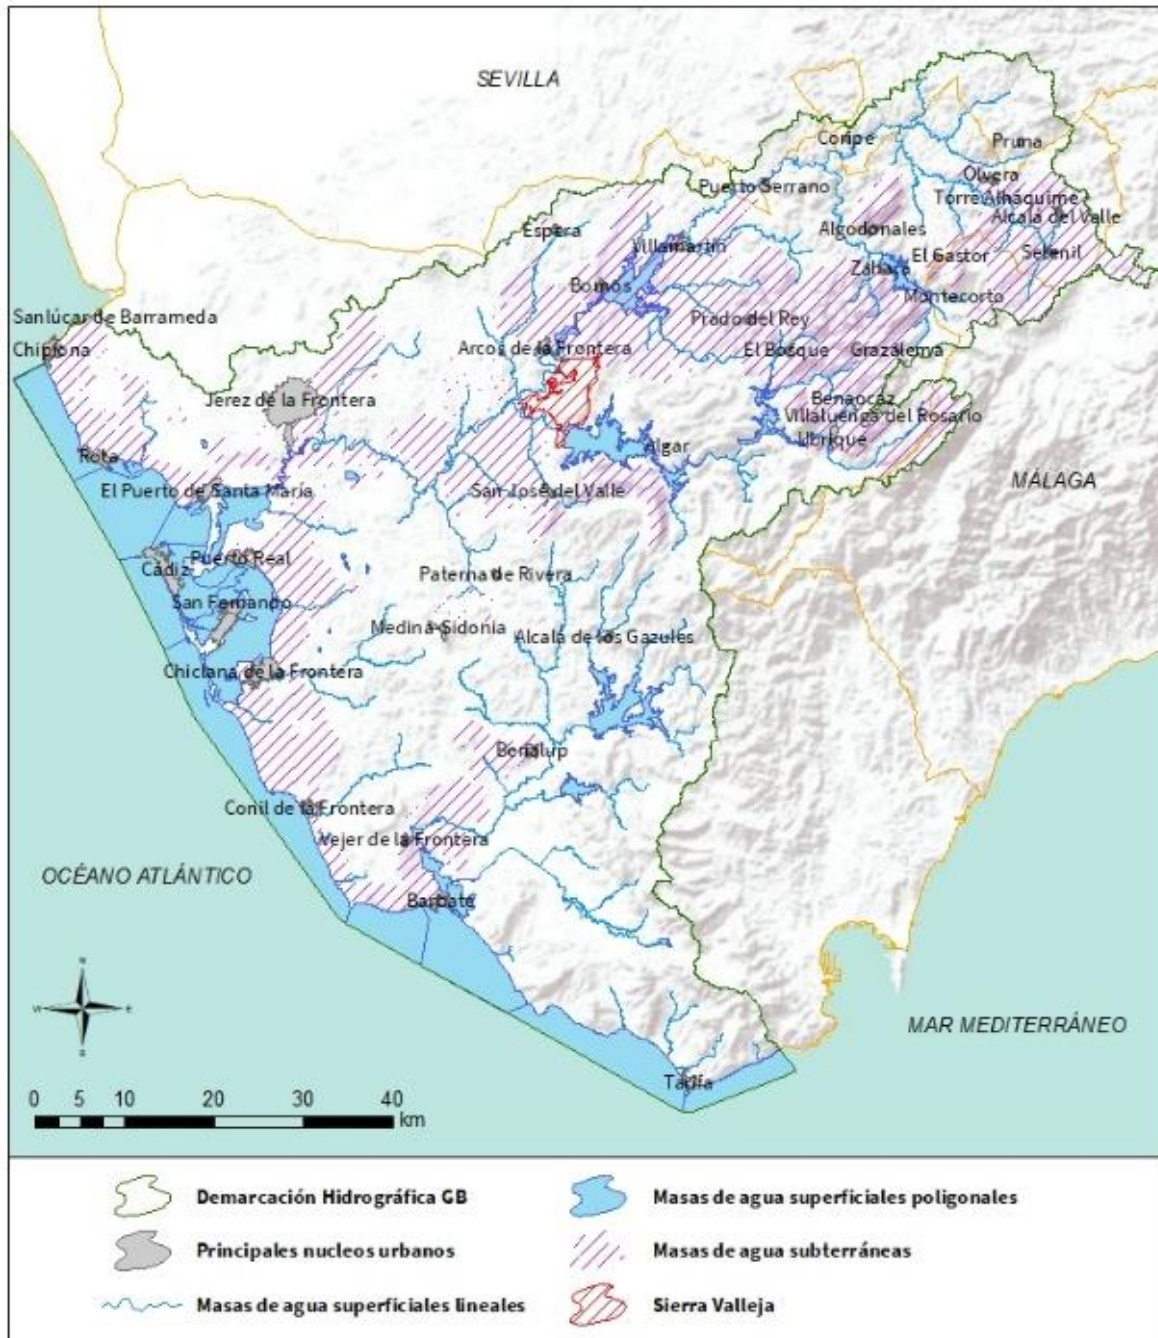 SEVILLA
Coripe
Pruna
Olvera
Puerto Serrano
Torre Alháquime
Alcalá del Valle
Espera
Algodonales
Villamartín
El Gastor
Setenil
Zahara
Bornos
Montecorto
Sanlúcar de Barrameda
Prado del Rey
Chipiona
Arcos de la Frontera
El Bosque
Grazalema
Jerez de la Frontera
Benaocaz
Villaluenga del Rosario
Ubrique
Algar
Rota
MÁLAGA
El Puerto de Santa María
San José del Valle
Puerto Real
Cádiz
Paterna de Rivera
San Fernando
Medina-Sidonia
Alcalá de los Gazules
Chiclana de la Frontera
Benalup
Conil de la Frontera
Vejer de la Frontera
OCÉANO ATLÁNTICO
Barbate
N
W
E
S
MAR MEDITERRÁNEO
Tarifa
0 5 10 20 30 40
km
Demarcación Hidrográfica GB
Masas de agua superficiales poligonales
Principales nucleos urbanos
Masas de agua subterráneas
Masas de agua superficiales lineales
Sierra Valleja